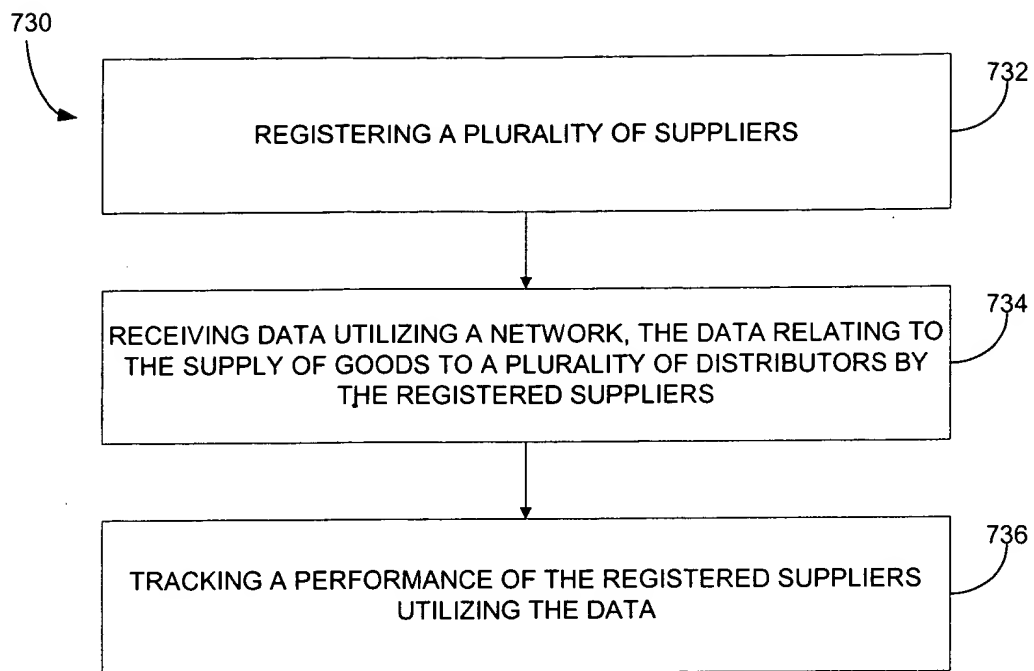 730
732
REGISTERING A PLURALITY OF SUPPLIERS
734
RECEIVING DATA UTILIZING A NETWORK, THE DATA RELATING TO
THE SUPPLY OF GOODS TO A PLURALITY OF DISTRIBUTORS BY
THE REGISTERED SUPPLIERS
736
TRACKING A PERFORMANCE OF THE REGISTERED SUPPLIERS
UTILIZING THE DATA